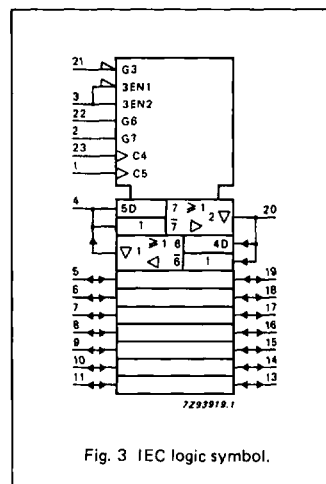 21 G3
3EN1
3 3EN2
22 G6
2 G7
23 C4
1 C5
4 5D 7 ≥1 2 20
1 7̅
1 ≥1 6 4D
6̅ 1
5 19
6 18
7 17
8 16
9 15
10 14
11 13
7Z93919.1
Fig. 3 IEC logic symbol.